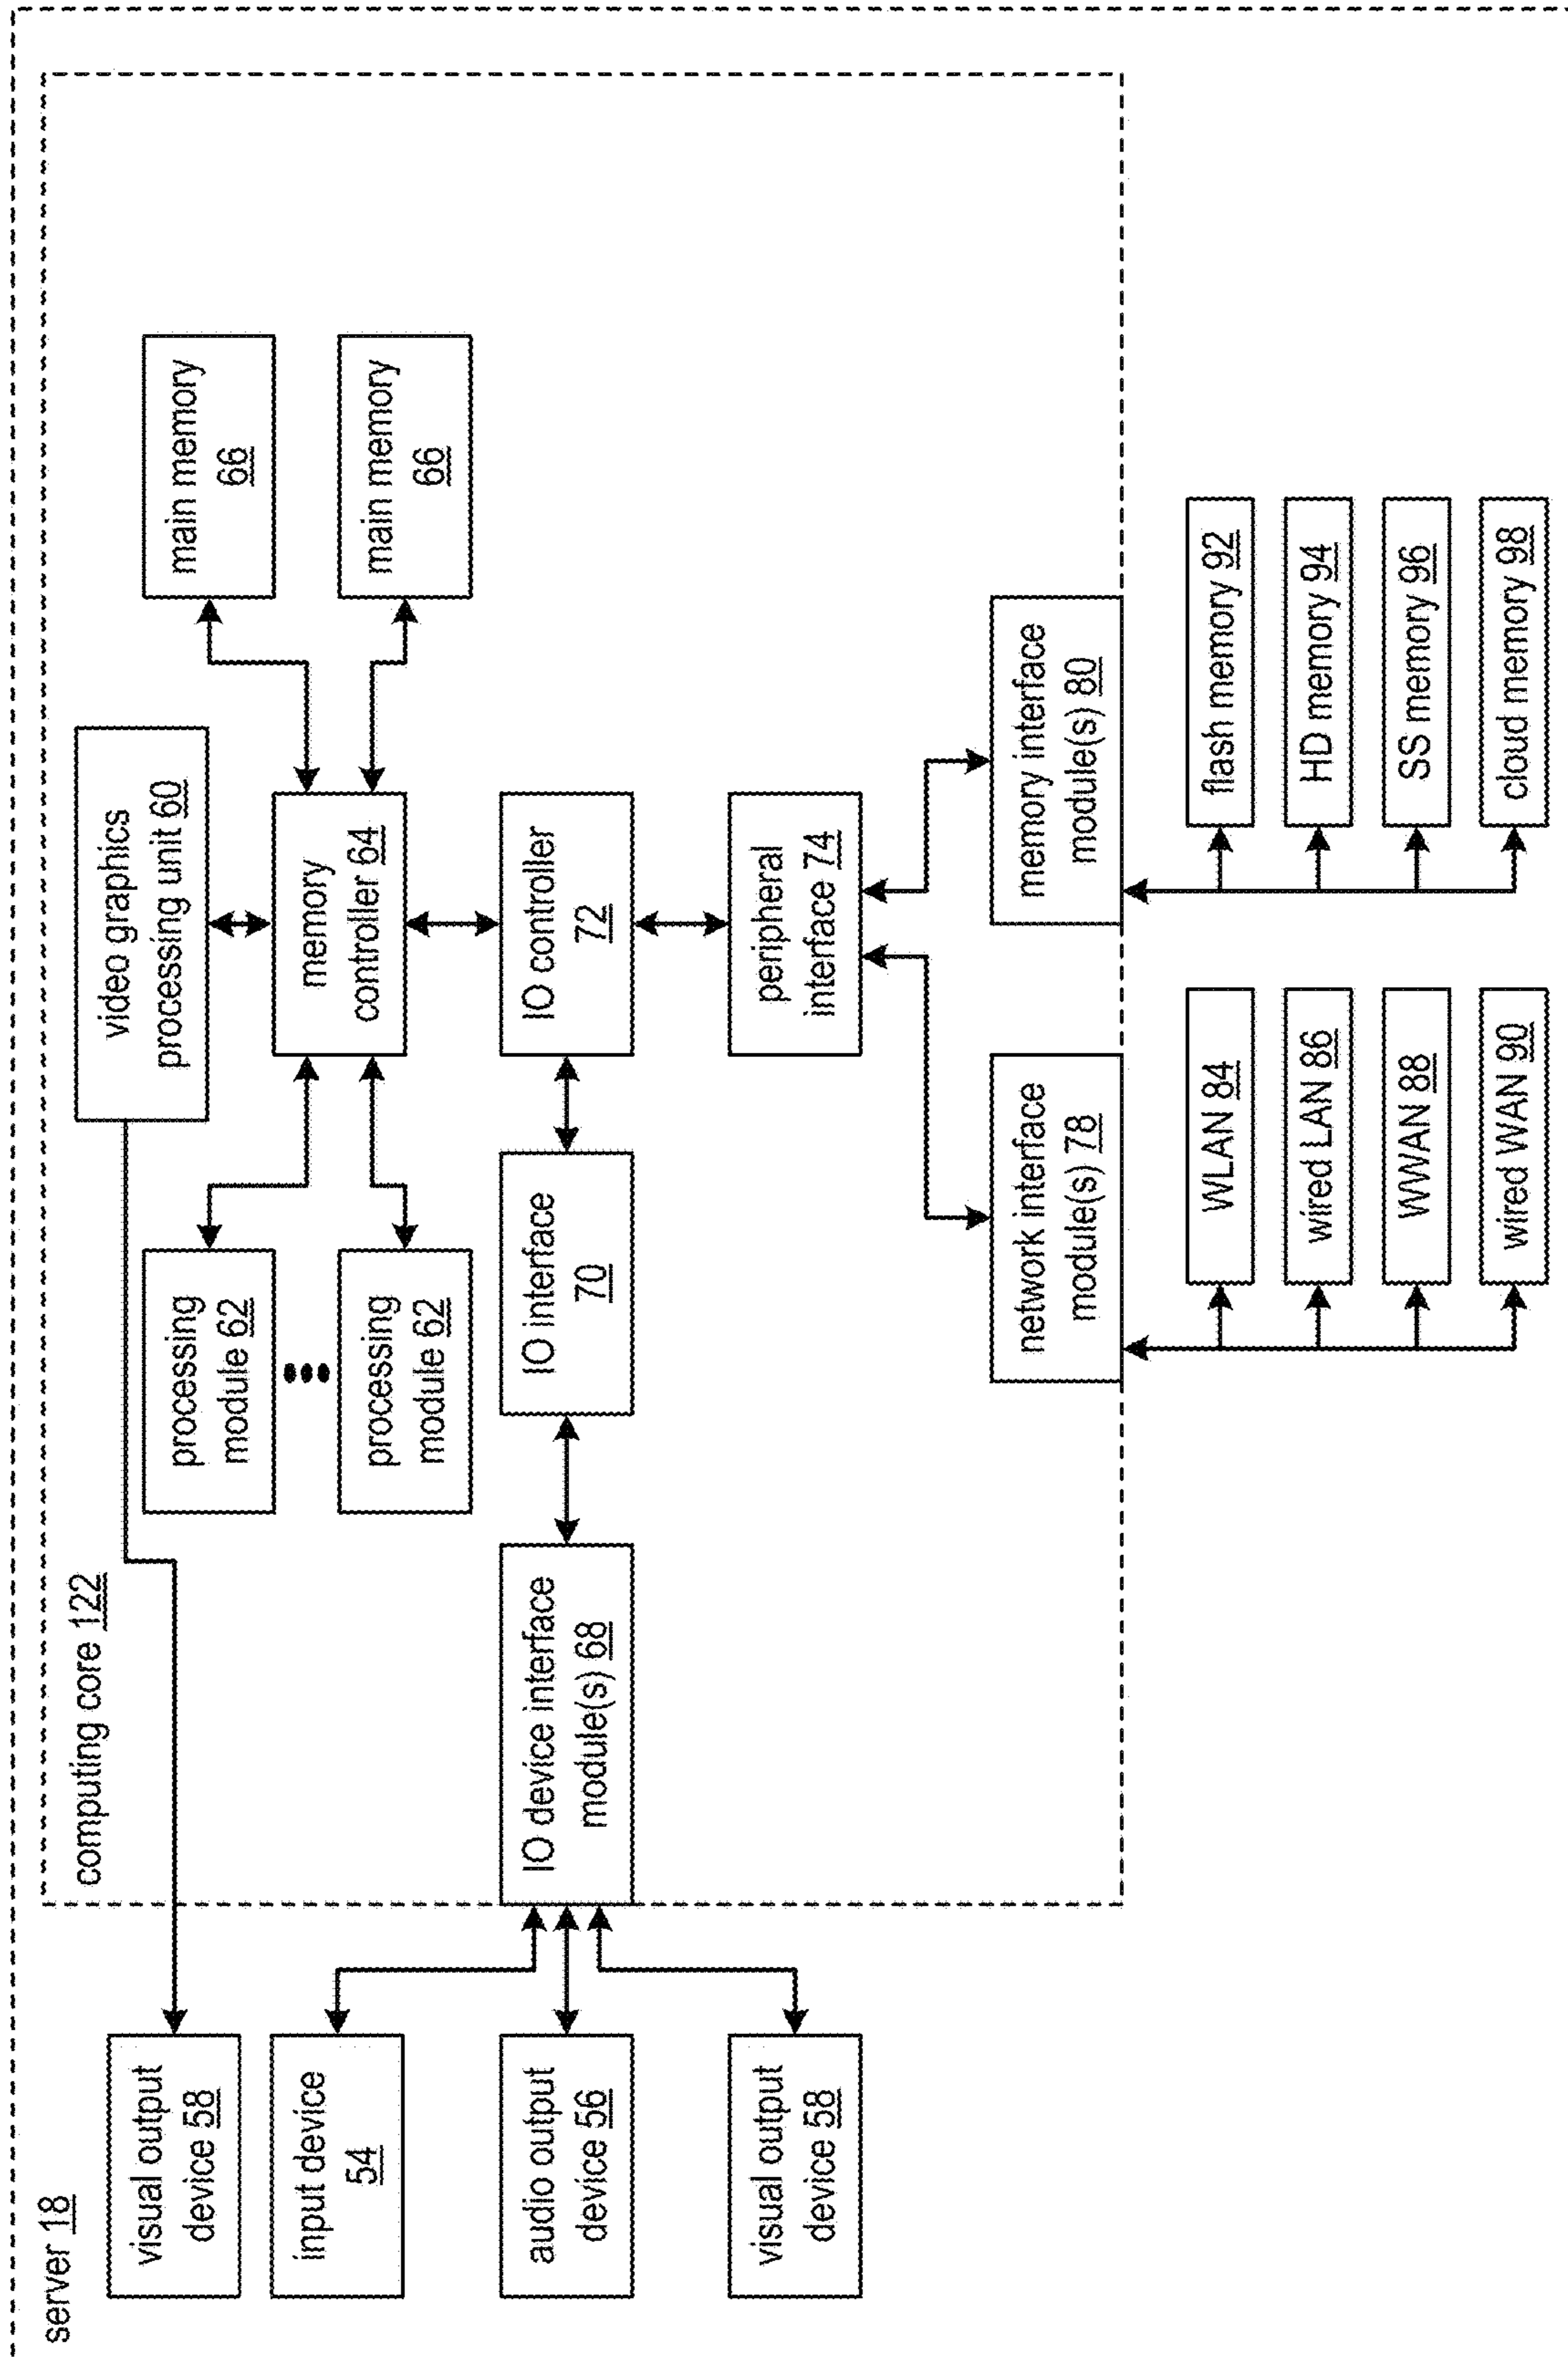 server 18
computing core 122
visual output
device 58
input device
54
audio output
device 56
visual output
device 58
video graphics
processing unit 60
processing
module 62
processing
module 62
memory
controller 64
main memory
66
main memory
66
IO device interface
module(s) 68
IO interface
70
IO controller
72
peripheral
interface 74
network interface
module(s) 78
memory interface
module(s) 80
WLAN 84
wired LAN 86
WWAN 88
wired WAN 90
flash memory 92
HD memory 94
SS memory 96
cloud memory 98